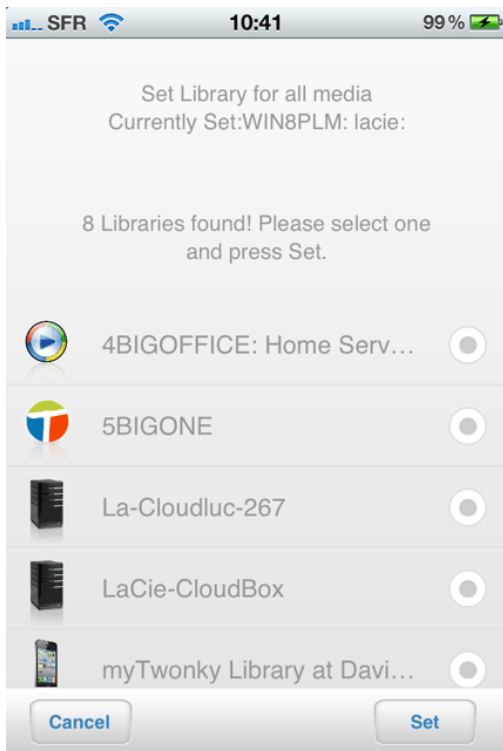 SFR 10:41 99 %
Set Library for all media
Currently Set:WIN8PLM: lacie:
8 Libraries found! Please select one
and press Set.
4BIGOFFICE: Home Serv...
5BIGONE
La-Cloudluc-267
LaCie-CloudBox
myTwonky Library at Davi...
Cancel Set